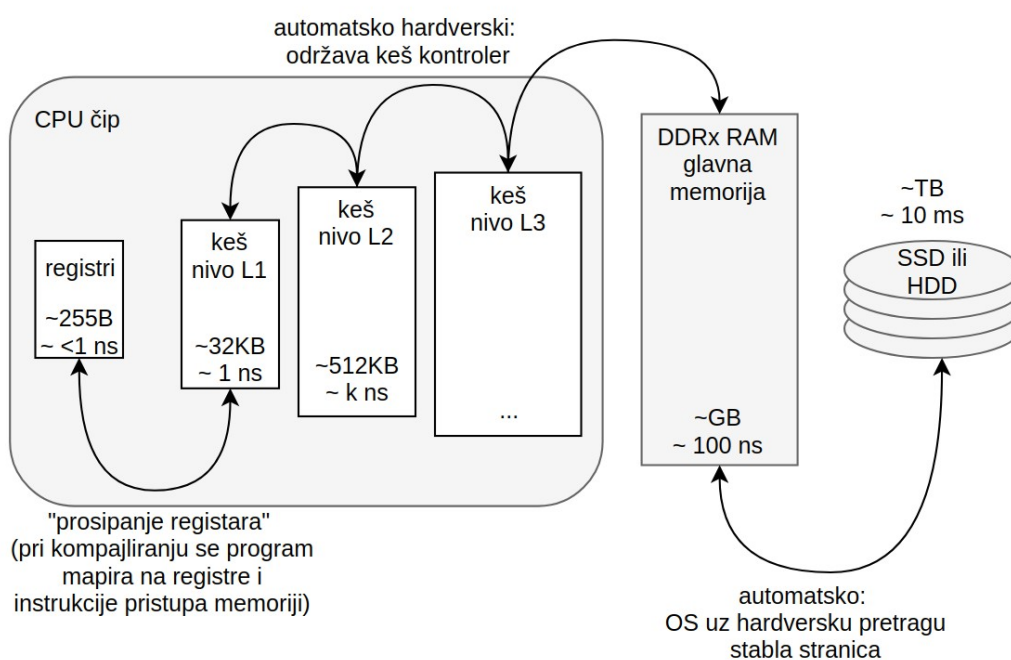 automatsko hardverski:
održava keš kontroler
CPU čip
registri
~255B
~ <1 ns
keš
nivo L1
~32KB
~ 1 ns
keš
nivo L2
~512KB
~ k ns
keš
nivo L3
...
DDRx RAM
glavna
memorija
~GB
~ 100 ns
~TB
~ 10 ms
SSD ili
HDD
"prosipanje registara"
(pri kompajliranju se program
mapira na registre i
instrukcije pristupa memoriji)
automatsko:
OS uz hardversku pretragu
stabla stranica